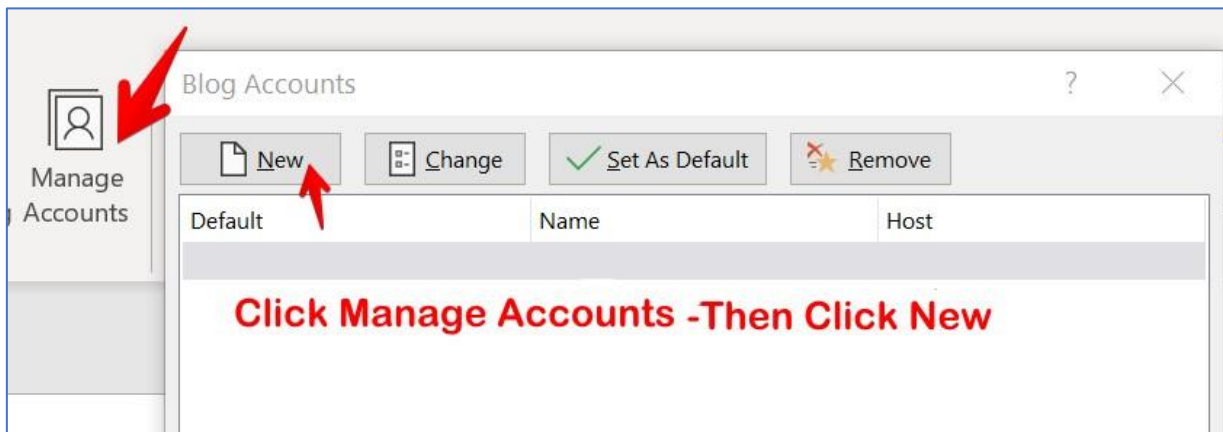 Manage
Accounts
Blog Accounts
New
Change
Set As Default
Remove
Default
Name
Host
Click Manage Accounts -Then Click New